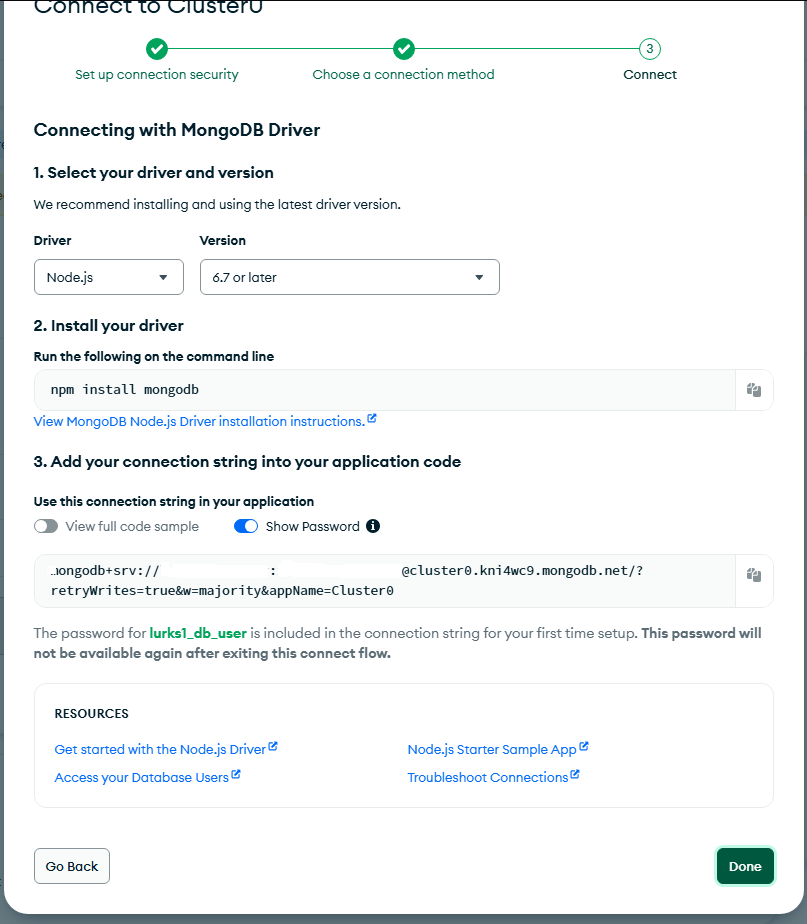 Connect to Cluster0
3
Set up connection security
Choose a connection method
Connect
Connecting with MongoDB Driver
1. Select your driver and version
We recommend installing and using the latest driver version.
Driver
Version
Node.js
6.7 or later
2. Install your driver
Run the following on the command line
npm install mongodb
View MongoDB Node.js Driver installation instructions.
3. Add your connection string into your application code
Use this connection string in your application
View full code sample
Show Password
mongodb+srv:// : @cluster0.kni4wc9.mongodb.net/?
retryWrites=true&w=majority&appName=Cluster0
The password for lurks1_db_user is included in the connection string for your first time setup. This password will
not be available again after exiting this connect flow.
RESOURCES
Get started with the Node.js Driver
Node.js Starter Sample App
Access your Database Users
Troubleshoot Connections
Go Back
Done